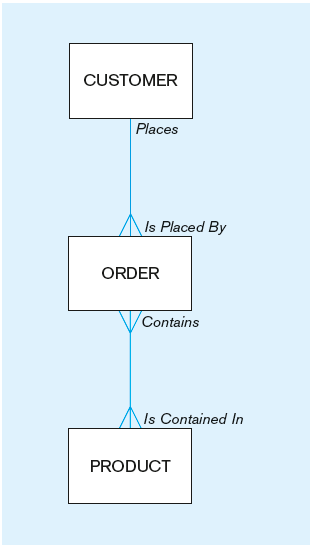 CUSTOMER
Places
Is Placed By
ORDER
Contains
Is Contained In
PRODUCT